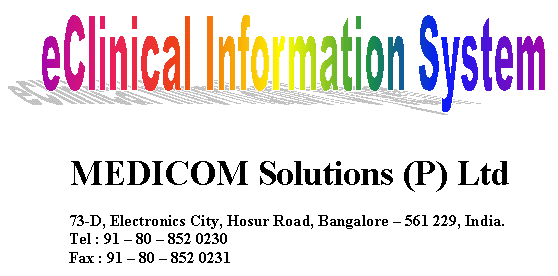 eClinical Information System
MEDICOM Solutions (P) Ltd
73-D, Electronics City, Hosur Road, Bangalore – 561 229, India.
Tel : 91 – 80 – 852 0230
Fax : 91 – 80 – 852 0231